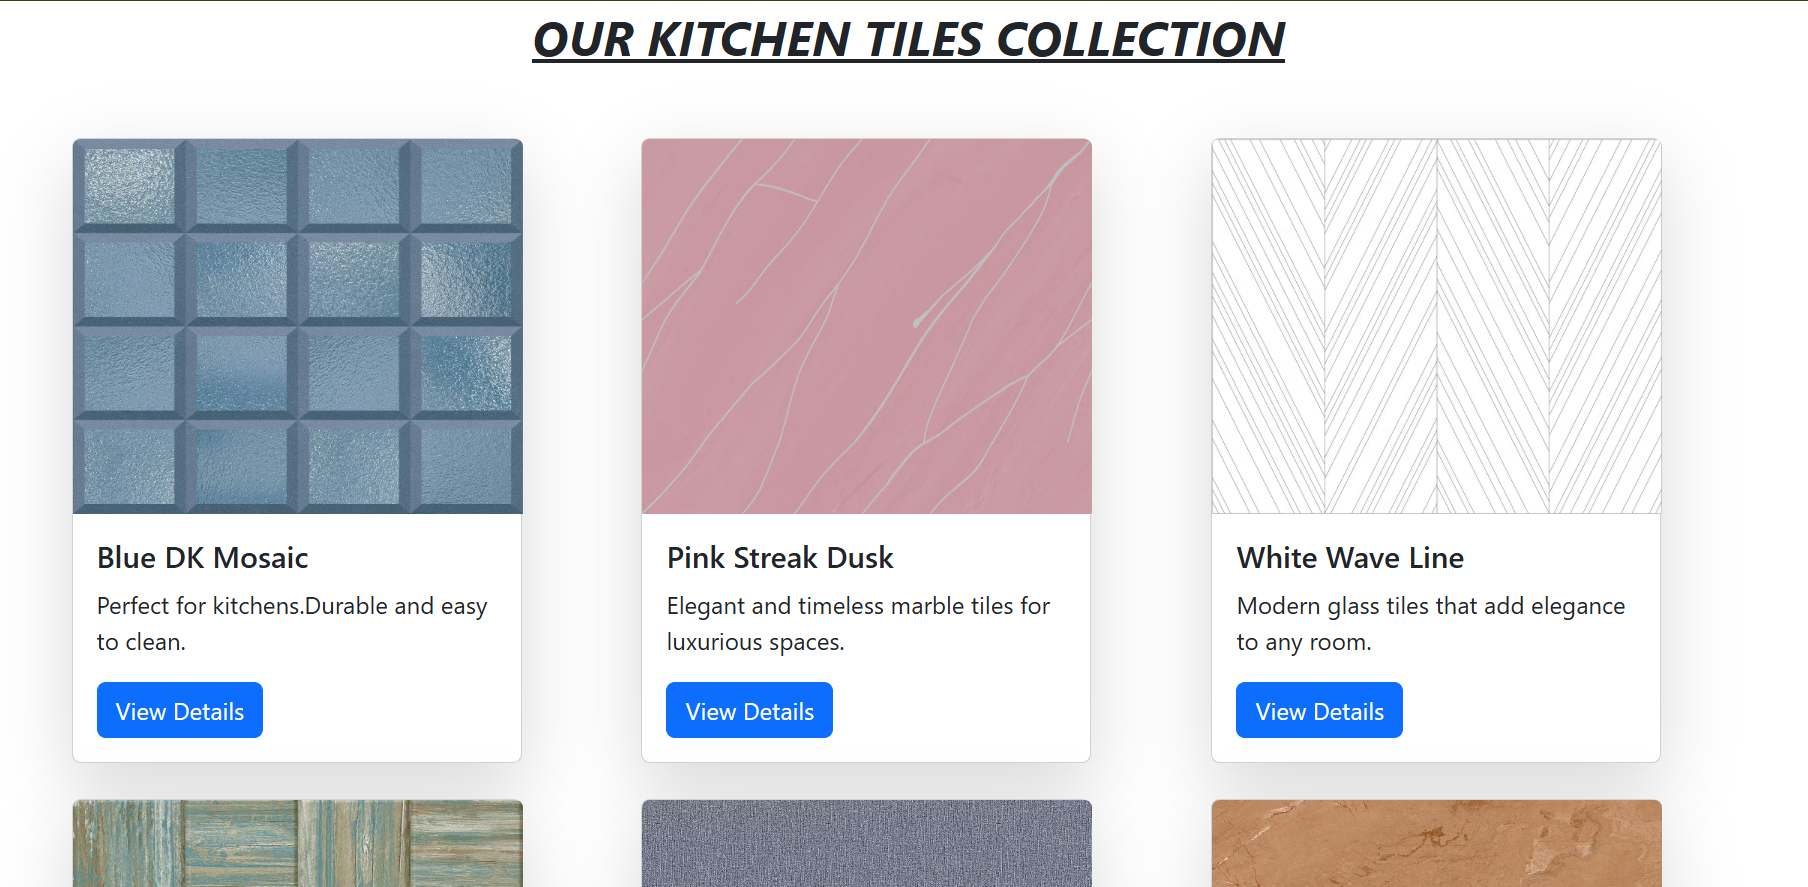 OUR KITCHEN TILES COLLECTION
Blue DK Mosaic
Perfect for kitchens.Durable and easy
to clean.
View Details
Pink Streak Dusk
Elegant and timeless marble tiles for
luxurious spaces.
View Details
White Wave Line
Modern glass tiles that add elegance
to any room.
View Details